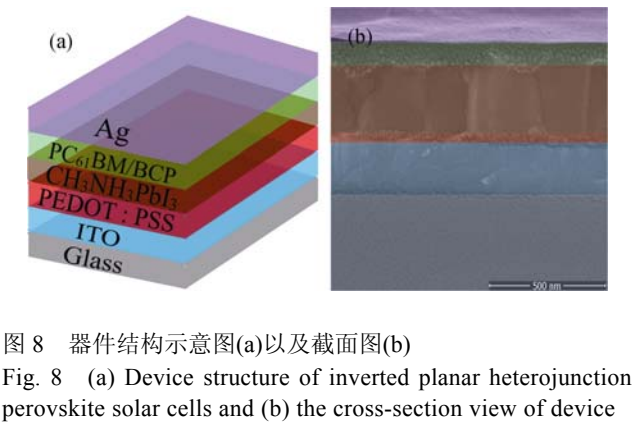 (a)
(b)
Ag
PC₆₁BM/BCP
CH₃NH₃PbI₃
PEDOT : PSS
ITO
Glass
500 nm
图 8 器件结构示意图(a)以及截面图(b)
Fig. 8 (a) Device structure of inverted planar heterojunction
perovskite solar cells and (b) the cross-section view of device